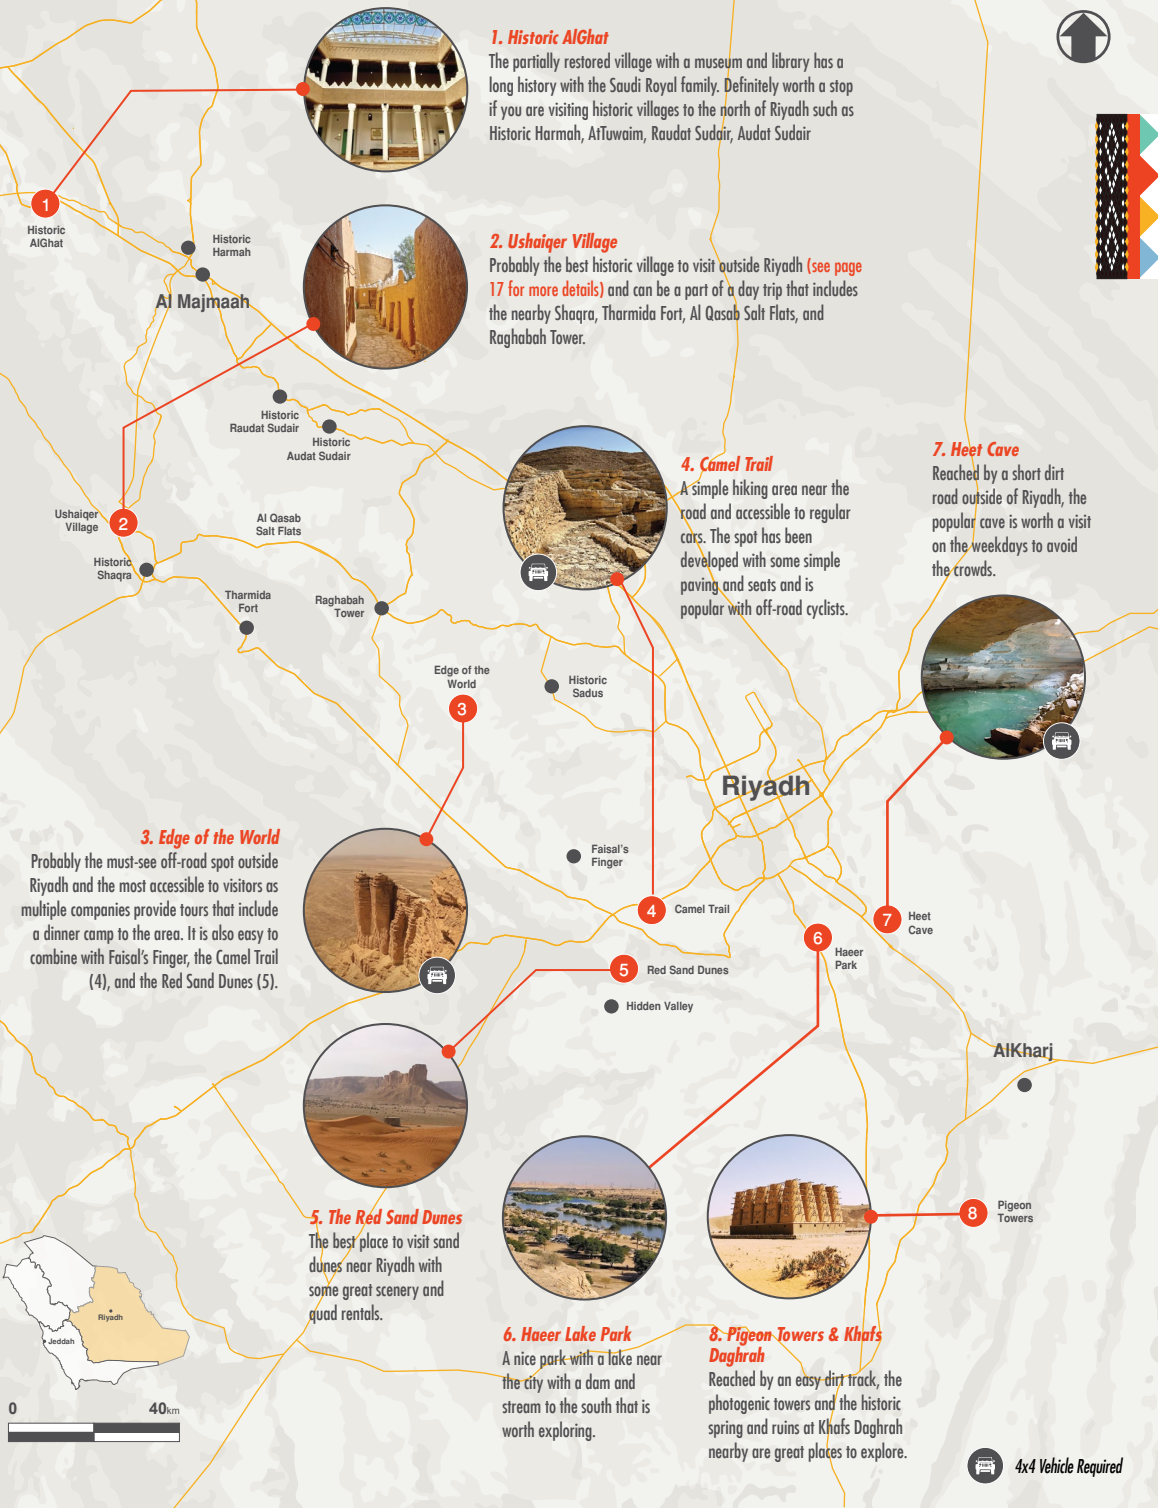 1. Historic AlGhat
The partially restored village with a museum and library has a
long history with the Saudi Royal family. Definitely worth a stop
if you are visiting historic villages to the north of Riyadh such as
Historic Harmah, AtTuwaim, Raudat Sudair, Audat Sudair
1
Historic
AlGhat
Historic
Harmah
Al Majmaah
2. Ushaiqer Village
Probably the best historic village to visit outside Riyadh (see page
17 for more details) and can be a part of a day trip that includes
the nearby Shaqra, Tharmida Fort, Al Qasab Salt Flats, and
Raghabah Tower.
Historic
Raudat Sudair
Historic
Audat Sudair
4. Camel Trail
A simple hiking area near the
road and accessible to regular
cars. The spot has been
developed with some simple
paving and seats and is
popular with off-road cyclists.
7. Heet Cave
Reached by a short dirt
road outside of Riyadh, the
popular cave is worth a visit
on the weekdays to avoid
the crowds.
Ushaiqer
Village
2
Al Qasab
Salt Flats
Historic
Shaqra
Tharmida
Fort
Raghabah
Tower
Edge of the
World
3
Historic
Sadus
Riyadh
3. Edge of the World
Probably the must-see off-road spot outside
Riyadh and the most accessible to visitors as
multiple companies provide tours that include
a dinner camp to the area. It is also easy to
combine with Faisal's Finger, the Camel Trail
(4), and the Red Sand Dunes (5).
Faisal's
Finger
4
Camel Trail
7
Heet
Cave
6
Haeer
Park
5
Red Sand Dunes
Hidden Valley
AlKharj
8
Pigeon
Towers
5. The Red Sand Dunes
The best place to visit sand
dunes near Riyadh with
some great scenery and
quad rentals.
6. Haeer Lake Park
A nice park with a lake near
the city with a dam and
stream to the south that is
worth exploring.
8. Pigeon Towers & Khafs
Daghrah
Reached by an easy dirt track, the
photogenic towers and the historic
spring and ruins at Khafs Daghrah
nearby are great places to explore.
Riyadh
Jeddah
0
40km
4x4 Vehicle Required